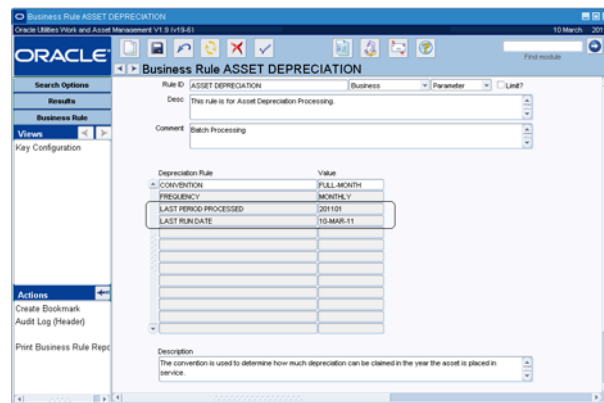 Business Rule ASSET DEPRECIATION
Oracle Utilities Work and Asset Management V1.9 (v19-61) 10 March 201
ORACLE
Find module
Business Rule ASSET DEPRECIATION
Search Options
Results
Business Rule
Views
Key Configuration
Rule ID ASSET DEPRECIATION Business Parameter Limit?
Desc This rule is for Asset Depreciation Processing.
Comment Batch Processing
Depreciation Rule Value
CONVENTION FULL-MONTH
FREQUENCY MONTHLY
LAST PERIOD PROCESSED 201101
LAST RUN DATE 10-MAR-11
Actions
Create Bookmark
Audit Log (Header)
Print Business Rule Repc
Description
The convention is used to determine how much depreciation can be claimed in the year the asset is placed in
service.